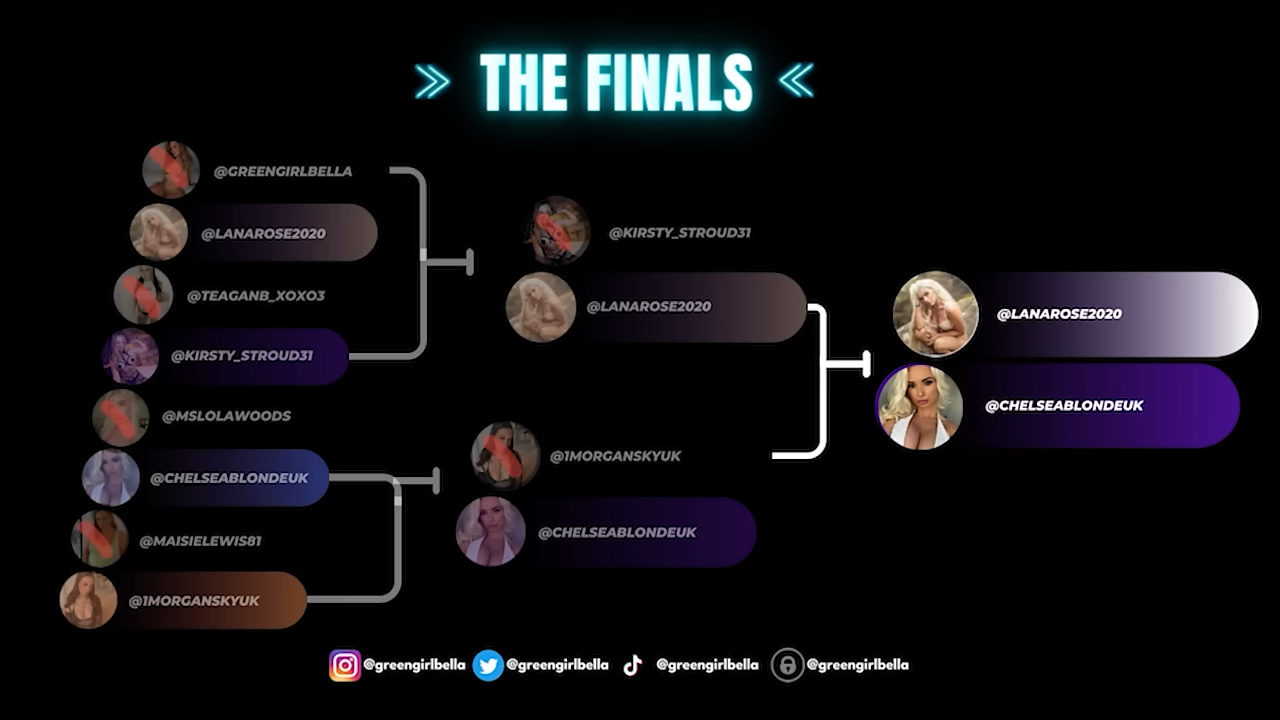 THE FINALS
@GREENGIRLBELLA
@LANAROSE2020
@TEAGANB_XOXO3
@KIRSTY_STROUD31
@MSLOLAWOODS
@CHELSEABLONDEUK
@MAISIELEWIS81
@1MORGANSKYUK
@KIRSTY_STROUD31
@LANAROSE2020
@1MORGANSKYUK
@CHELSEABLONDEUK
@LANAROSE2020
@CHELSEABLONDEUK
@greengirlbella @greengirlbella @greengirlbella @greengirlbella